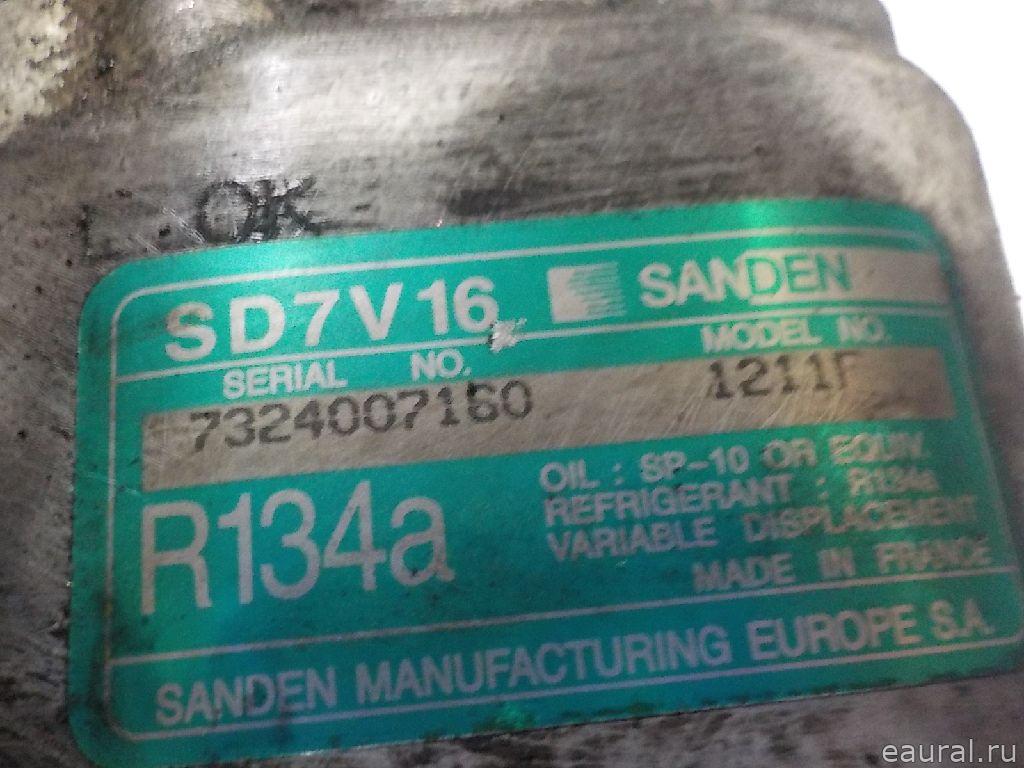 OK
SD7V16 SANDEN
SERIAL NO. MODEL NO.
7324007160 1211F
R134a
OIL : SP-10 OR EQUIV.
REFRIGERANT : R134a
VARIABLE DISPLACEMENT
MADE IN FRANCE
SANDEN MANUFACTURING EUROPE S.A.
eaural.ru